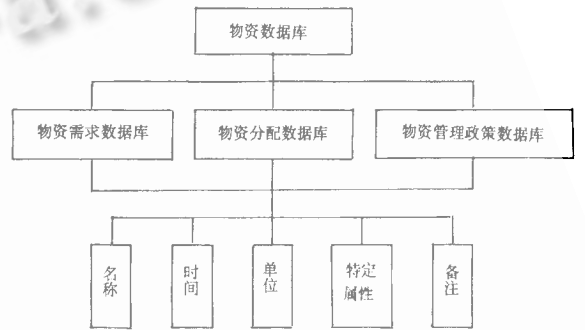 物资数据库
物资需求数据库
物资分配数据库
物资管理政策数据库
名称
时间
单位
特定
属性
备注